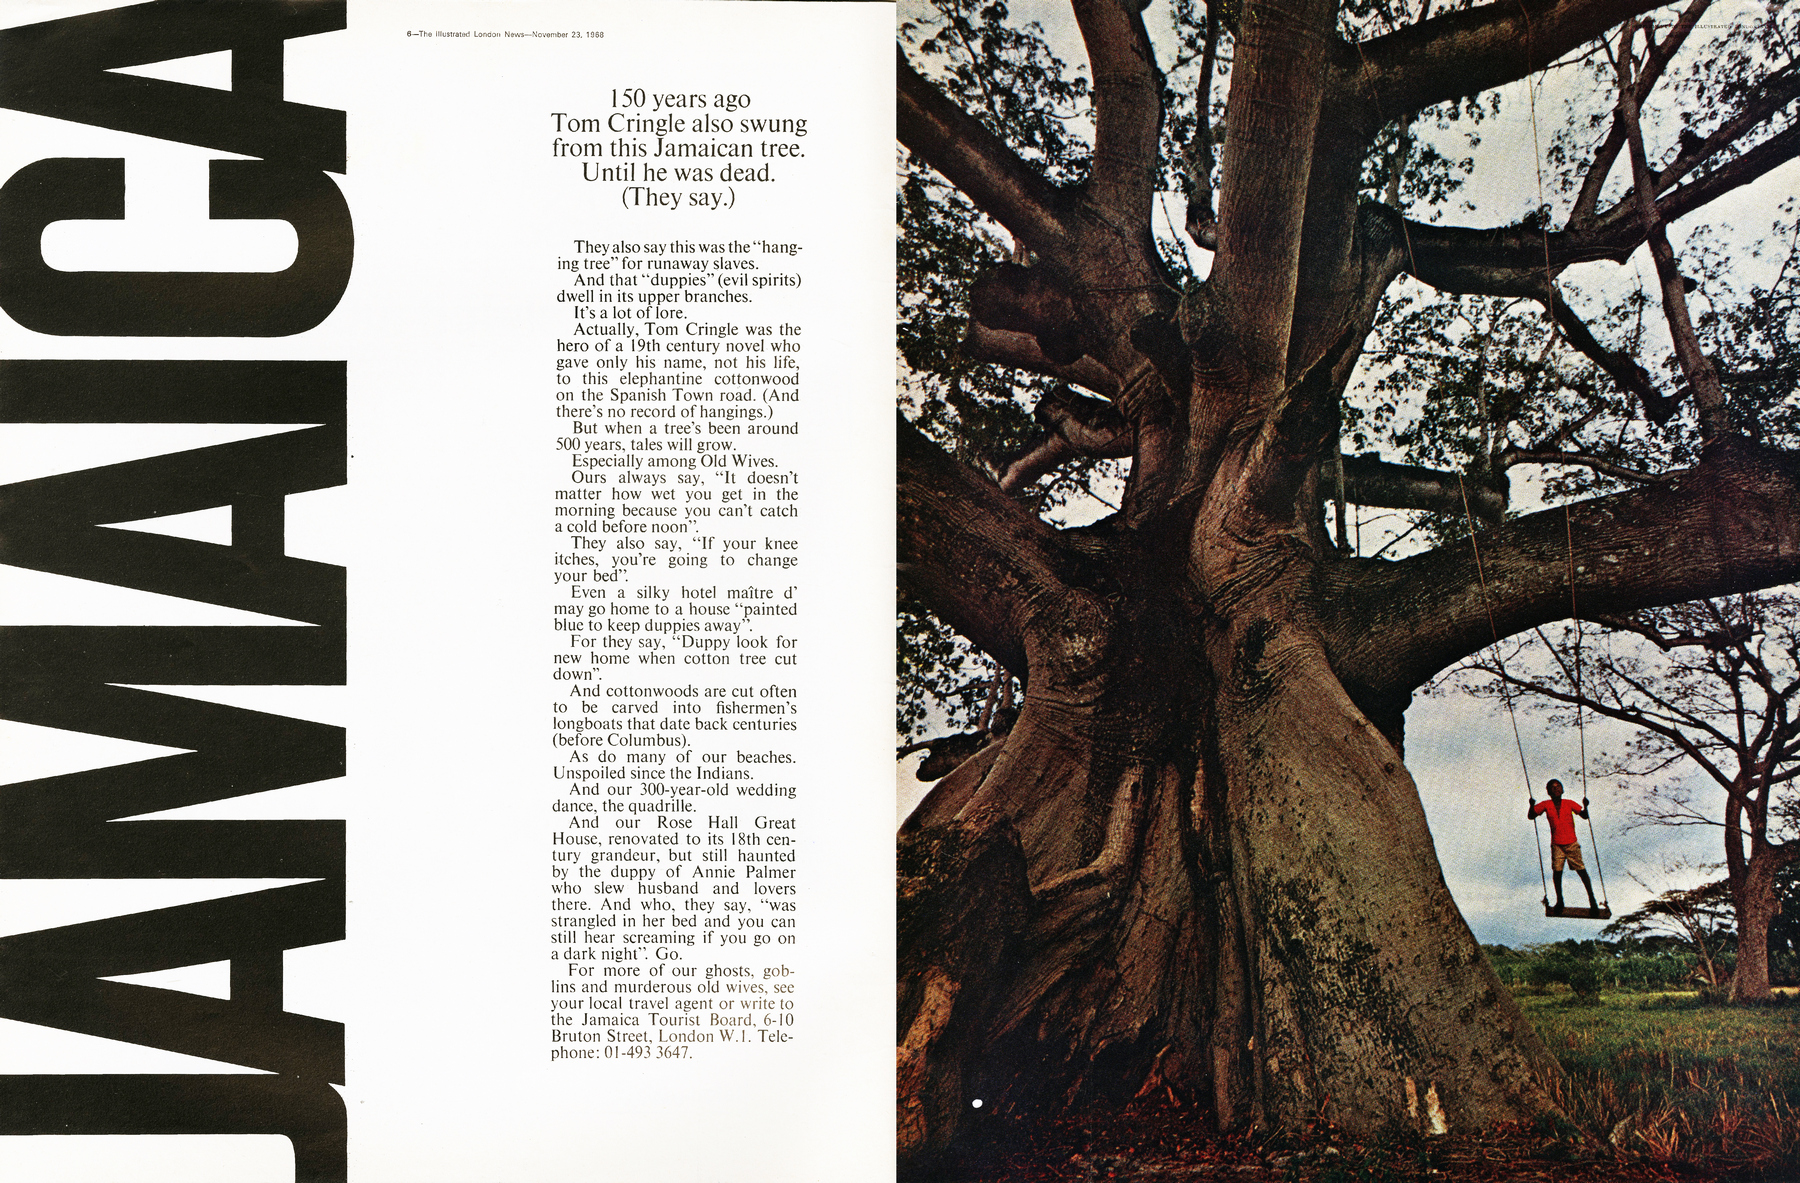 JAMAICA
6—The Illustrated London News—November 23, 1968
150 years ago
Tom Cringle also swung
from this Jamaican tree.
Until he was dead.
(They say.)
They also say this was the “hang-
ing tree” for runaway slaves.
And that “duppies” (evil spirits)
dwell in its upper branches.
It’s a lot of lore.
Actually, Tom Cringle was the
hero of a 19th century novel who
gave only his name, not his life,
to this elephantine cottonwood
on the Spanish Town road. (And
there’s no record of hangings.)
But when a tree’s been around
500 years, tales will grow.
Especially among Old Wives.
Ours always say, “It doesn’t
matter how wet you get in the
morning because you can’t catch
a cold before noon”.
They also say, “If your knee
itches, you’re going to change
your bed”.
Even a silky hotel maître d’
may go home to a house “painted
blue to keep duppies away”.
For they say, “Duppy look for
new home when cotton tree cut
down”.
And cottonwoods are cut often
to be carved into fishermen’s
longboats that date back centuries
(before Columbus).
As do many of our beaches.
Unspoiled since the Indians.
And our 300-year-old wedding
dance, the quadrille.
And our Rose Hall Great
House, renovated to its 18th cen-
tury grandeur, but still haunted
by the duppy of Annie Palmer
who slew husband and lovers
there. And who, they say, “was
strangled in her bed and you can
still hear screaming if you go on
a dark night”. Go.
For more of our ghosts, gob-
lins and murderous old wives, see
your local travel agent or write to
the Jamaica Tourist Board, 6-10
Bruton Street, London W.1. Tele-
phone: 01-493 3647.